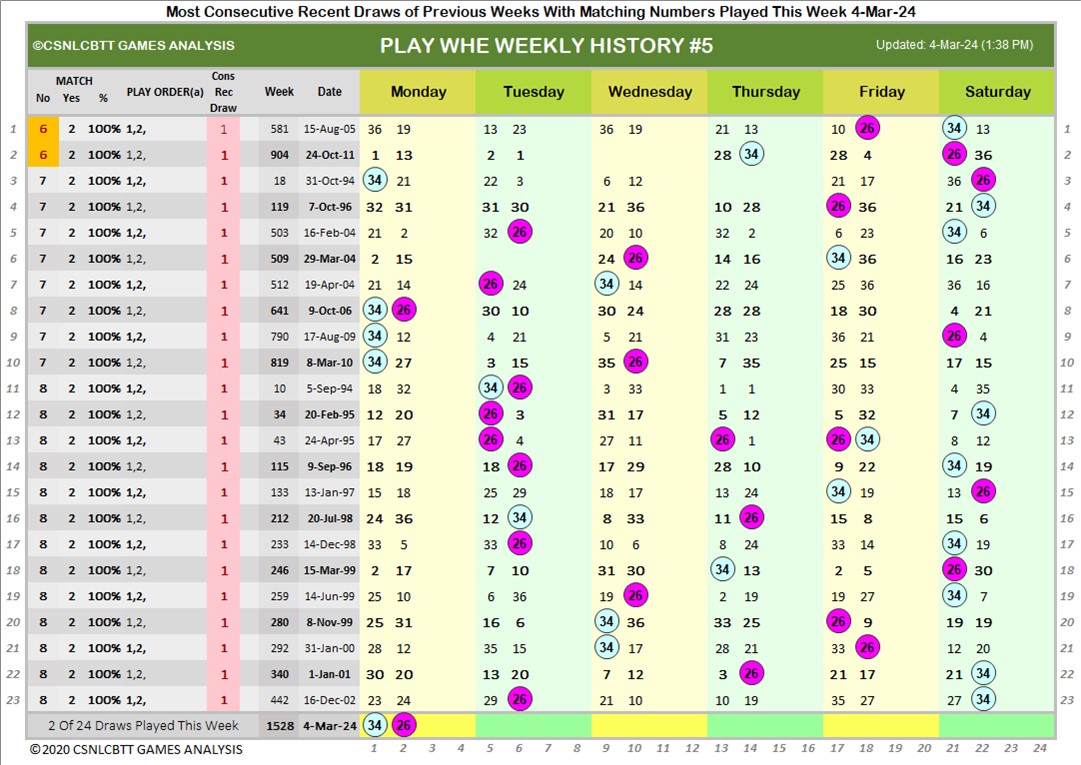 Most Consecutive Recent Draws of Previous Weeks With Matching Numbers Played This Week 4-Mar-24
©CSNLCBTT GAMES ANALYSIS PLAY WHE WEEKLY HISTORY #5 Updated: 4-Mar-24 (1:38 PM)
No MATCH Yes % PLAY ORDER(a) Cons Rec Draw Week Date Monday Tuesday Wednesday Thursday Friday Saturday
1 6 2 100% 1,2, 1 581 15-Aug-05 36 19 13 23 36 19 21 13 10 26 34 13 1
2 6 2 100% 1,2, 1 904 24-Oct-11 1 13 2 1 28 34 28 4 26 36 2
3 7 2 100% 1,2, 1 18 31-Oct-94 34 21 22 3 6 12 21 17 36 26 3
4 7 2 100% 1,2, 1 119 7-Oct-96 32 31 31 30 21 36 10 28 26 36 21 34 4
5 7 2 100% 1,2, 1 503 16-Feb-04 21 2 32 26 20 10 32 2 6 23 34 6 5
6 7 2 100% 1,2, 1 509 29-Mar-04 2 15 24 26 14 16 34 36 16 23 6
7 7 2 100% 1,2, 1 512 19-Apr-04 21 14 26 24 34 14 22 24 25 36 36 16 7
8 7 2 100% 1,2, 1 641 9-Oct-06 34 26 30 10 30 24 28 28 18 30 4 21 8
9 7 2 100% 1,2, 1 790 17-Aug-09 34 12 4 21 5 21 31 23 36 21 26 4 9
10 7 2 100% 1,2, 1 819 8-Mar-10 34 27 3 15 35 26 7 35 25 15 17 15 10
11 8 2 100% 1,2, 1 10 5-Sep-94 18 32 34 26 3 33 1 1 30 33 4 35 11
12 8 2 100% 1,2, 1 34 20-Feb-95 12 20 26 3 31 17 5 12 5 32 7 34 12
13 8 2 100% 1,2, 1 43 24-Apr-95 17 27 26 4 27 11 26 1 26 34 8 12 13
14 8 2 100% 1,2, 1 115 9-Sep-96 18 19 18 26 17 29 28 10 9 22 34 19 14
15 8 2 100% 1,2, 1 133 13-Jan-97 15 18 25 29 18 17 13 24 34 19 13 26 15
16 8 2 100% 1,2, 1 212 20-Jul-98 24 36 12 34 8 33 11 26 15 8 15 6 16
17 8 2 100% 1,2, 1 233 14-Dec-98 33 5 33 26 10 6 8 24 33 14 34 19 17
18 8 2 100% 1,2, 1 246 15-Mar-99 2 17 7 10 31 30 34 13 2 5 26 30 18
19 8 2 100% 1,2, 1 259 14-Jun-99 25 10 6 36 19 26 2 19 19 27 34 7 19
20 8 2 100% 1,2, 1 280 8-Nov-99 25 31 16 6 34 36 33 25 26 9 19 19 20
21 8 2 100% 1,2, 1 292 31-Jan-00 28 12 35 15 34 17 28 21 33 26 12 20 21
22 8 2 100% 1,2, 1 340 1-Jan-01 30 20 13 20 7 12 3 26 21 17 21 34 22
23 8 2 100% 1,2, 1 442 16-Dec-02 23 24 29 26 21 10 10 19 35 27 27 34 23
2 Of 24 Draws Played This Week 1528 4-Mar-24 34 26
©2020 CSNLCBTT GAMES ANALYSIS 1 2 3 4 5 6 7 8 9 10 11 12 13 14 15 16 17 18 19 20 21 22 23 24